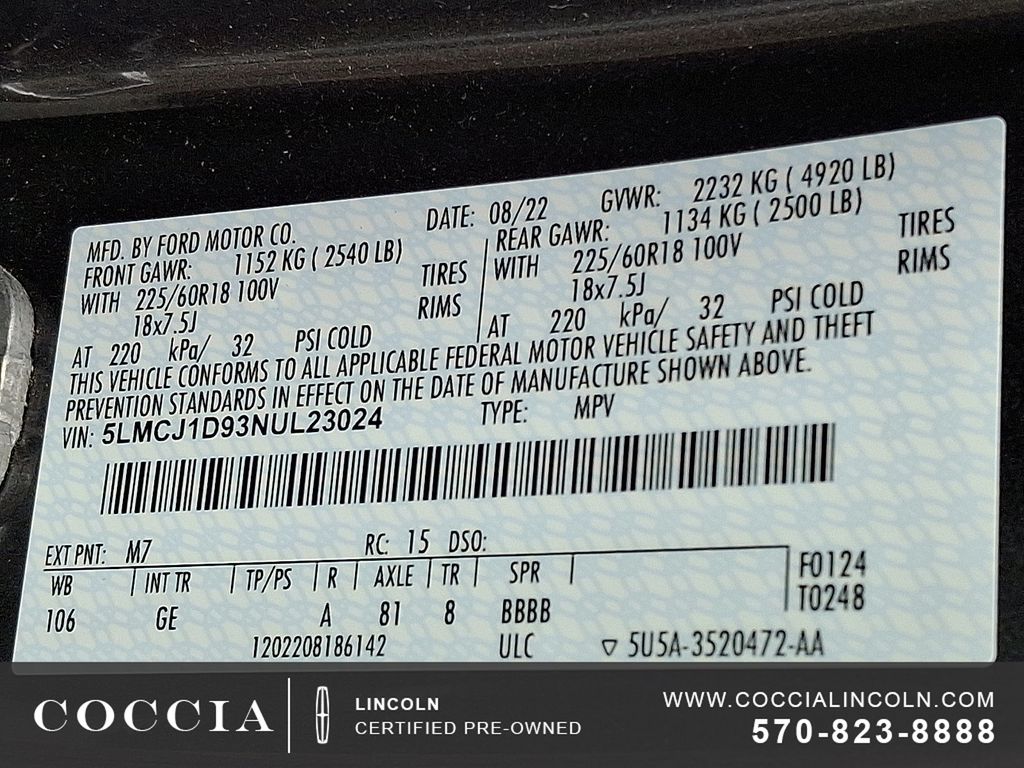 MFD. BY FORD MOTOR CO. DATE: 08/22 GVWR: 2232 KG ( 4920 LB)
FRONT GAWR: 1152 KG ( 2540 LB) REAR GAWR: 1134 KG ( 2500 LB)
WITH 225/60R18 100V TIRES WITH 225/60R18 100V TIRES
18x7.5J RIMS 18x7.5J RIMS
AT 220 kPa/ 32 PSI COLD AT 220 kPa/ 32 PSI COLD
THIS VEHICLE CONFORMS TO ALL APPLICABLE FEDERAL MOTOR VEHICLE SAFETY AND THEFT
PREVENTION STANDARDS IN EFFECT ON THE DATE OF MANUFACTURE SHOWN ABOVE.
VIN: 5LMCJ1D93NUL23024 TYPE: MPV
EXT PNT: M7 RC: 15 DSO:
WB INT TR TP/PS R AXLE TR SPR F0124
106 GE A 81 8 BBBB T0248
1202208186142 ULC ▽ 5U5A-3520472-AA
COCCIA LINCOLN WWW.COCCIALINCOLN.COM
CERTIFIED PRE-OWNED 570-823-8888